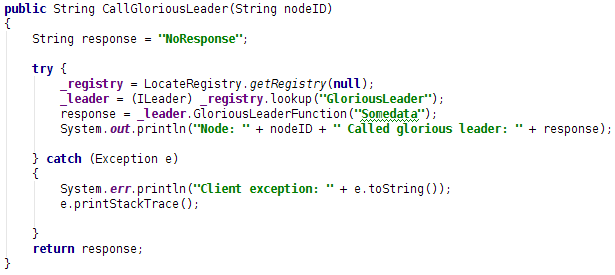 public String CallGloriousLeader(String nodeID)
{
    String response = "NoResponse";
    try {
        _registry = LocateRegistry.getRegistry(null);
        _leader = (ILeader) _registry.lookup("GloriousLeader");
        response = _leader.GloriousLeaderFunction("Somedata");
        System.out.println("Node: " + nodeID + " Called glorious leader: " + response);
    } catch (Exception e)
    {
        System.err.println("Client exception: " + e.toString());
        e.printStackTrace();
    }
    return response;
}